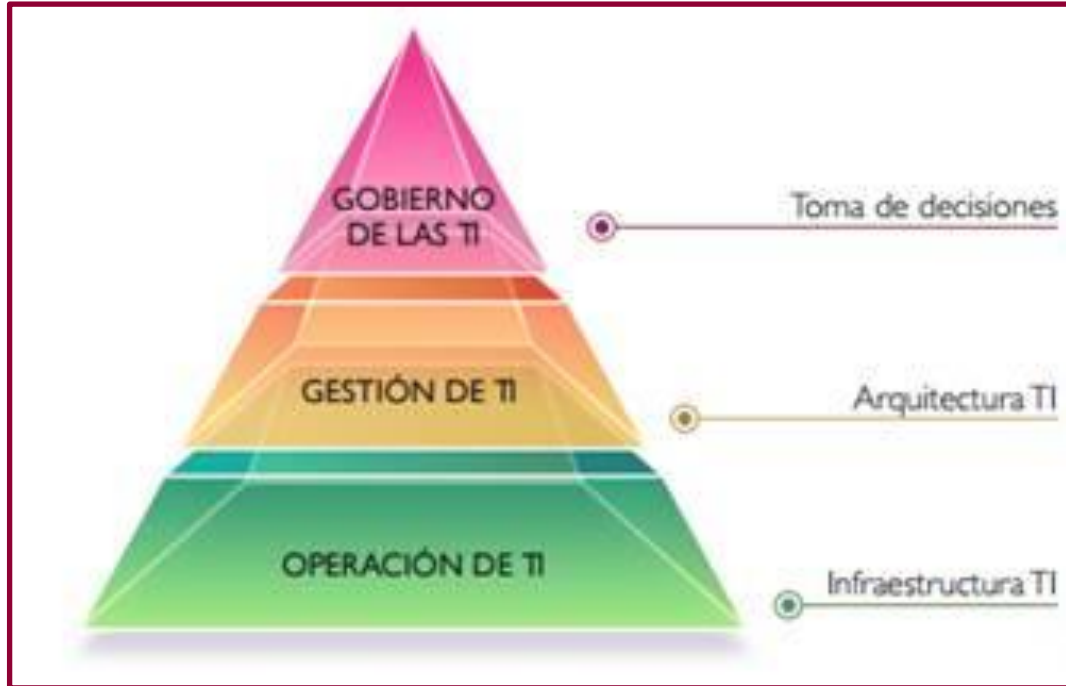 GOBIERNO
DE LAS TI
Toma de decisiones
GESTIÓN DE TI
Arquitectura TI
OPERACIÓN DE TI
Infraestructura TI